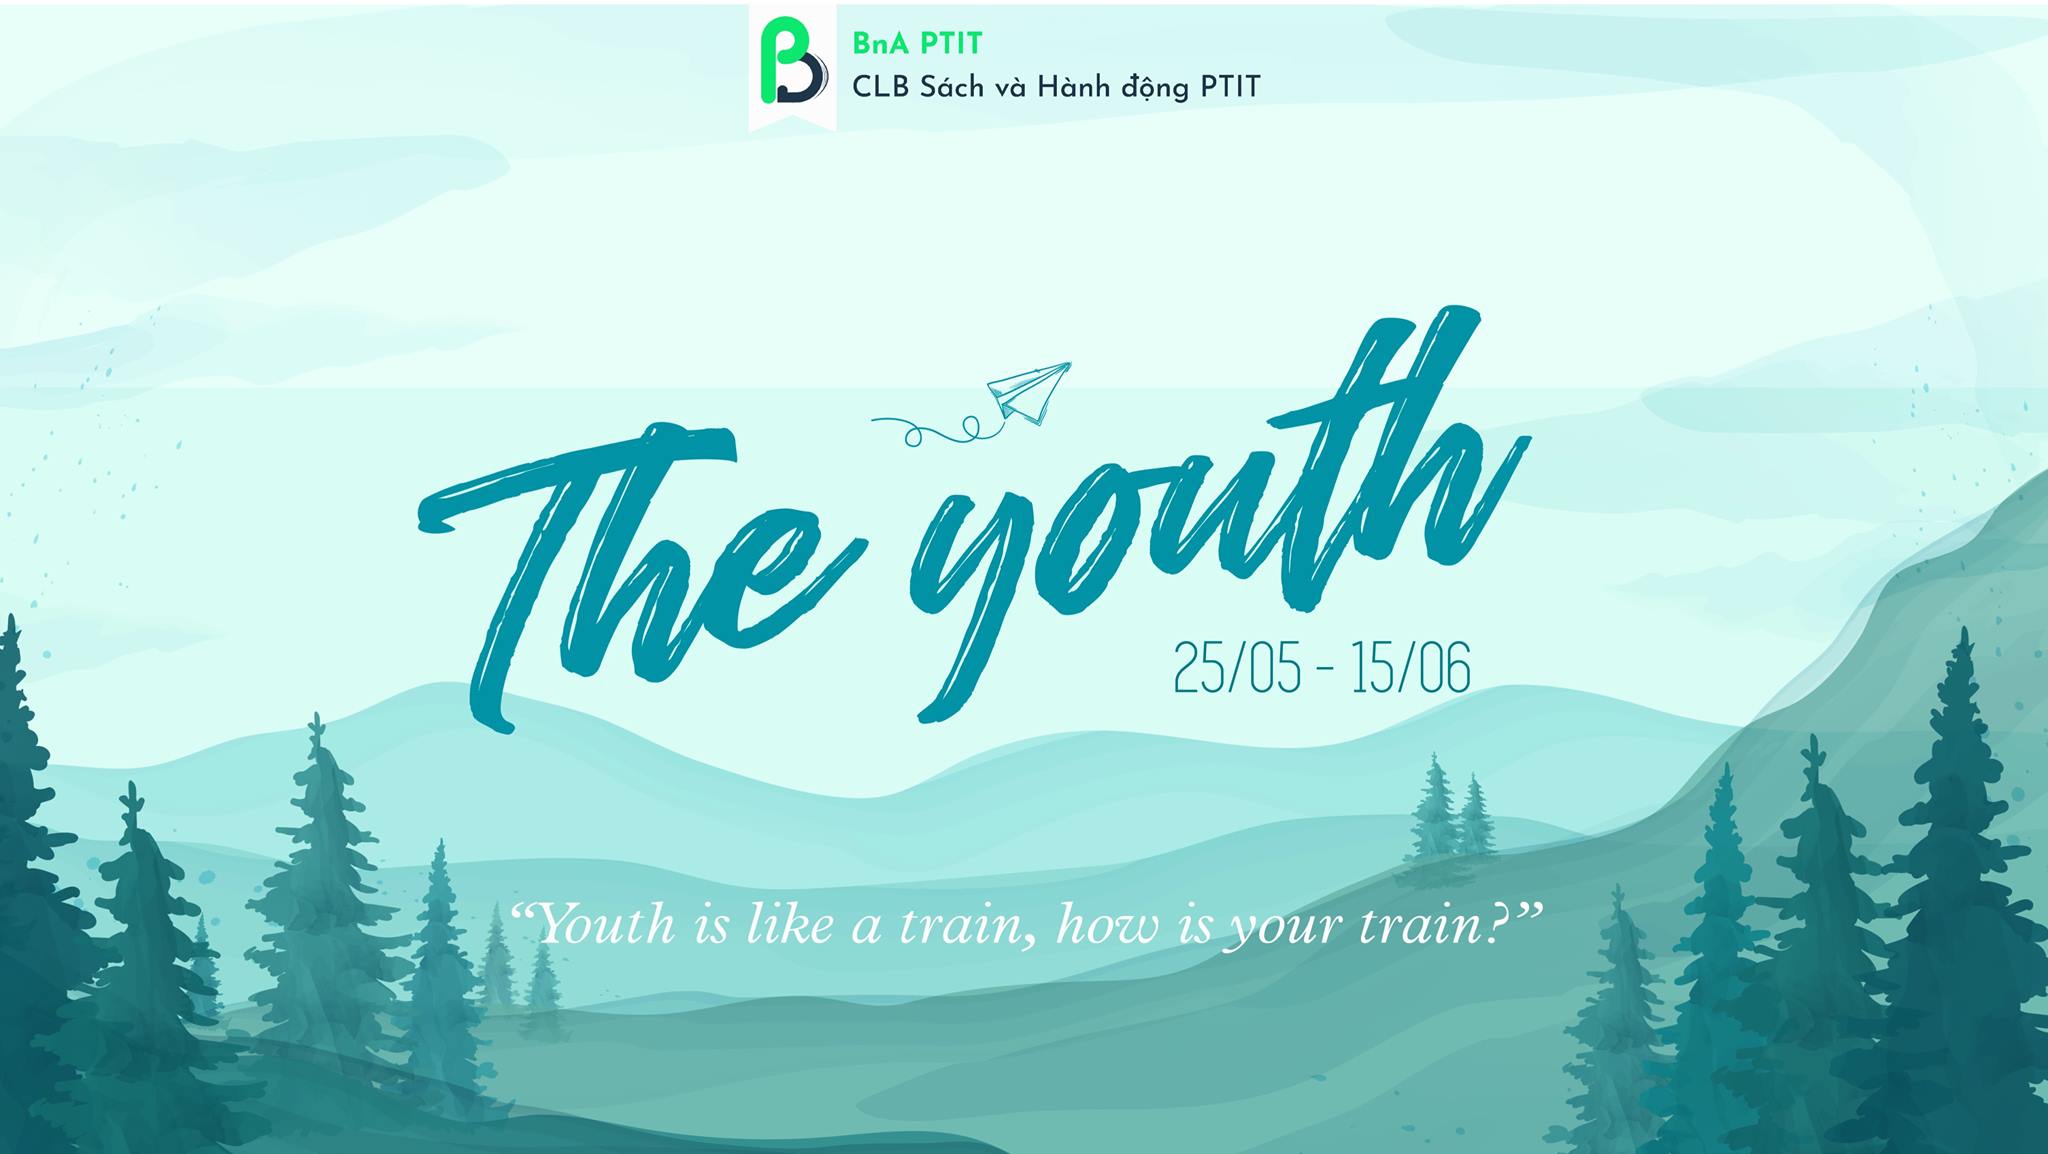 BnA PTIT
CLB Sách và Hành động PTIT
The youth
25/05 - 15/06
“Youth is like a train, how is your train?”